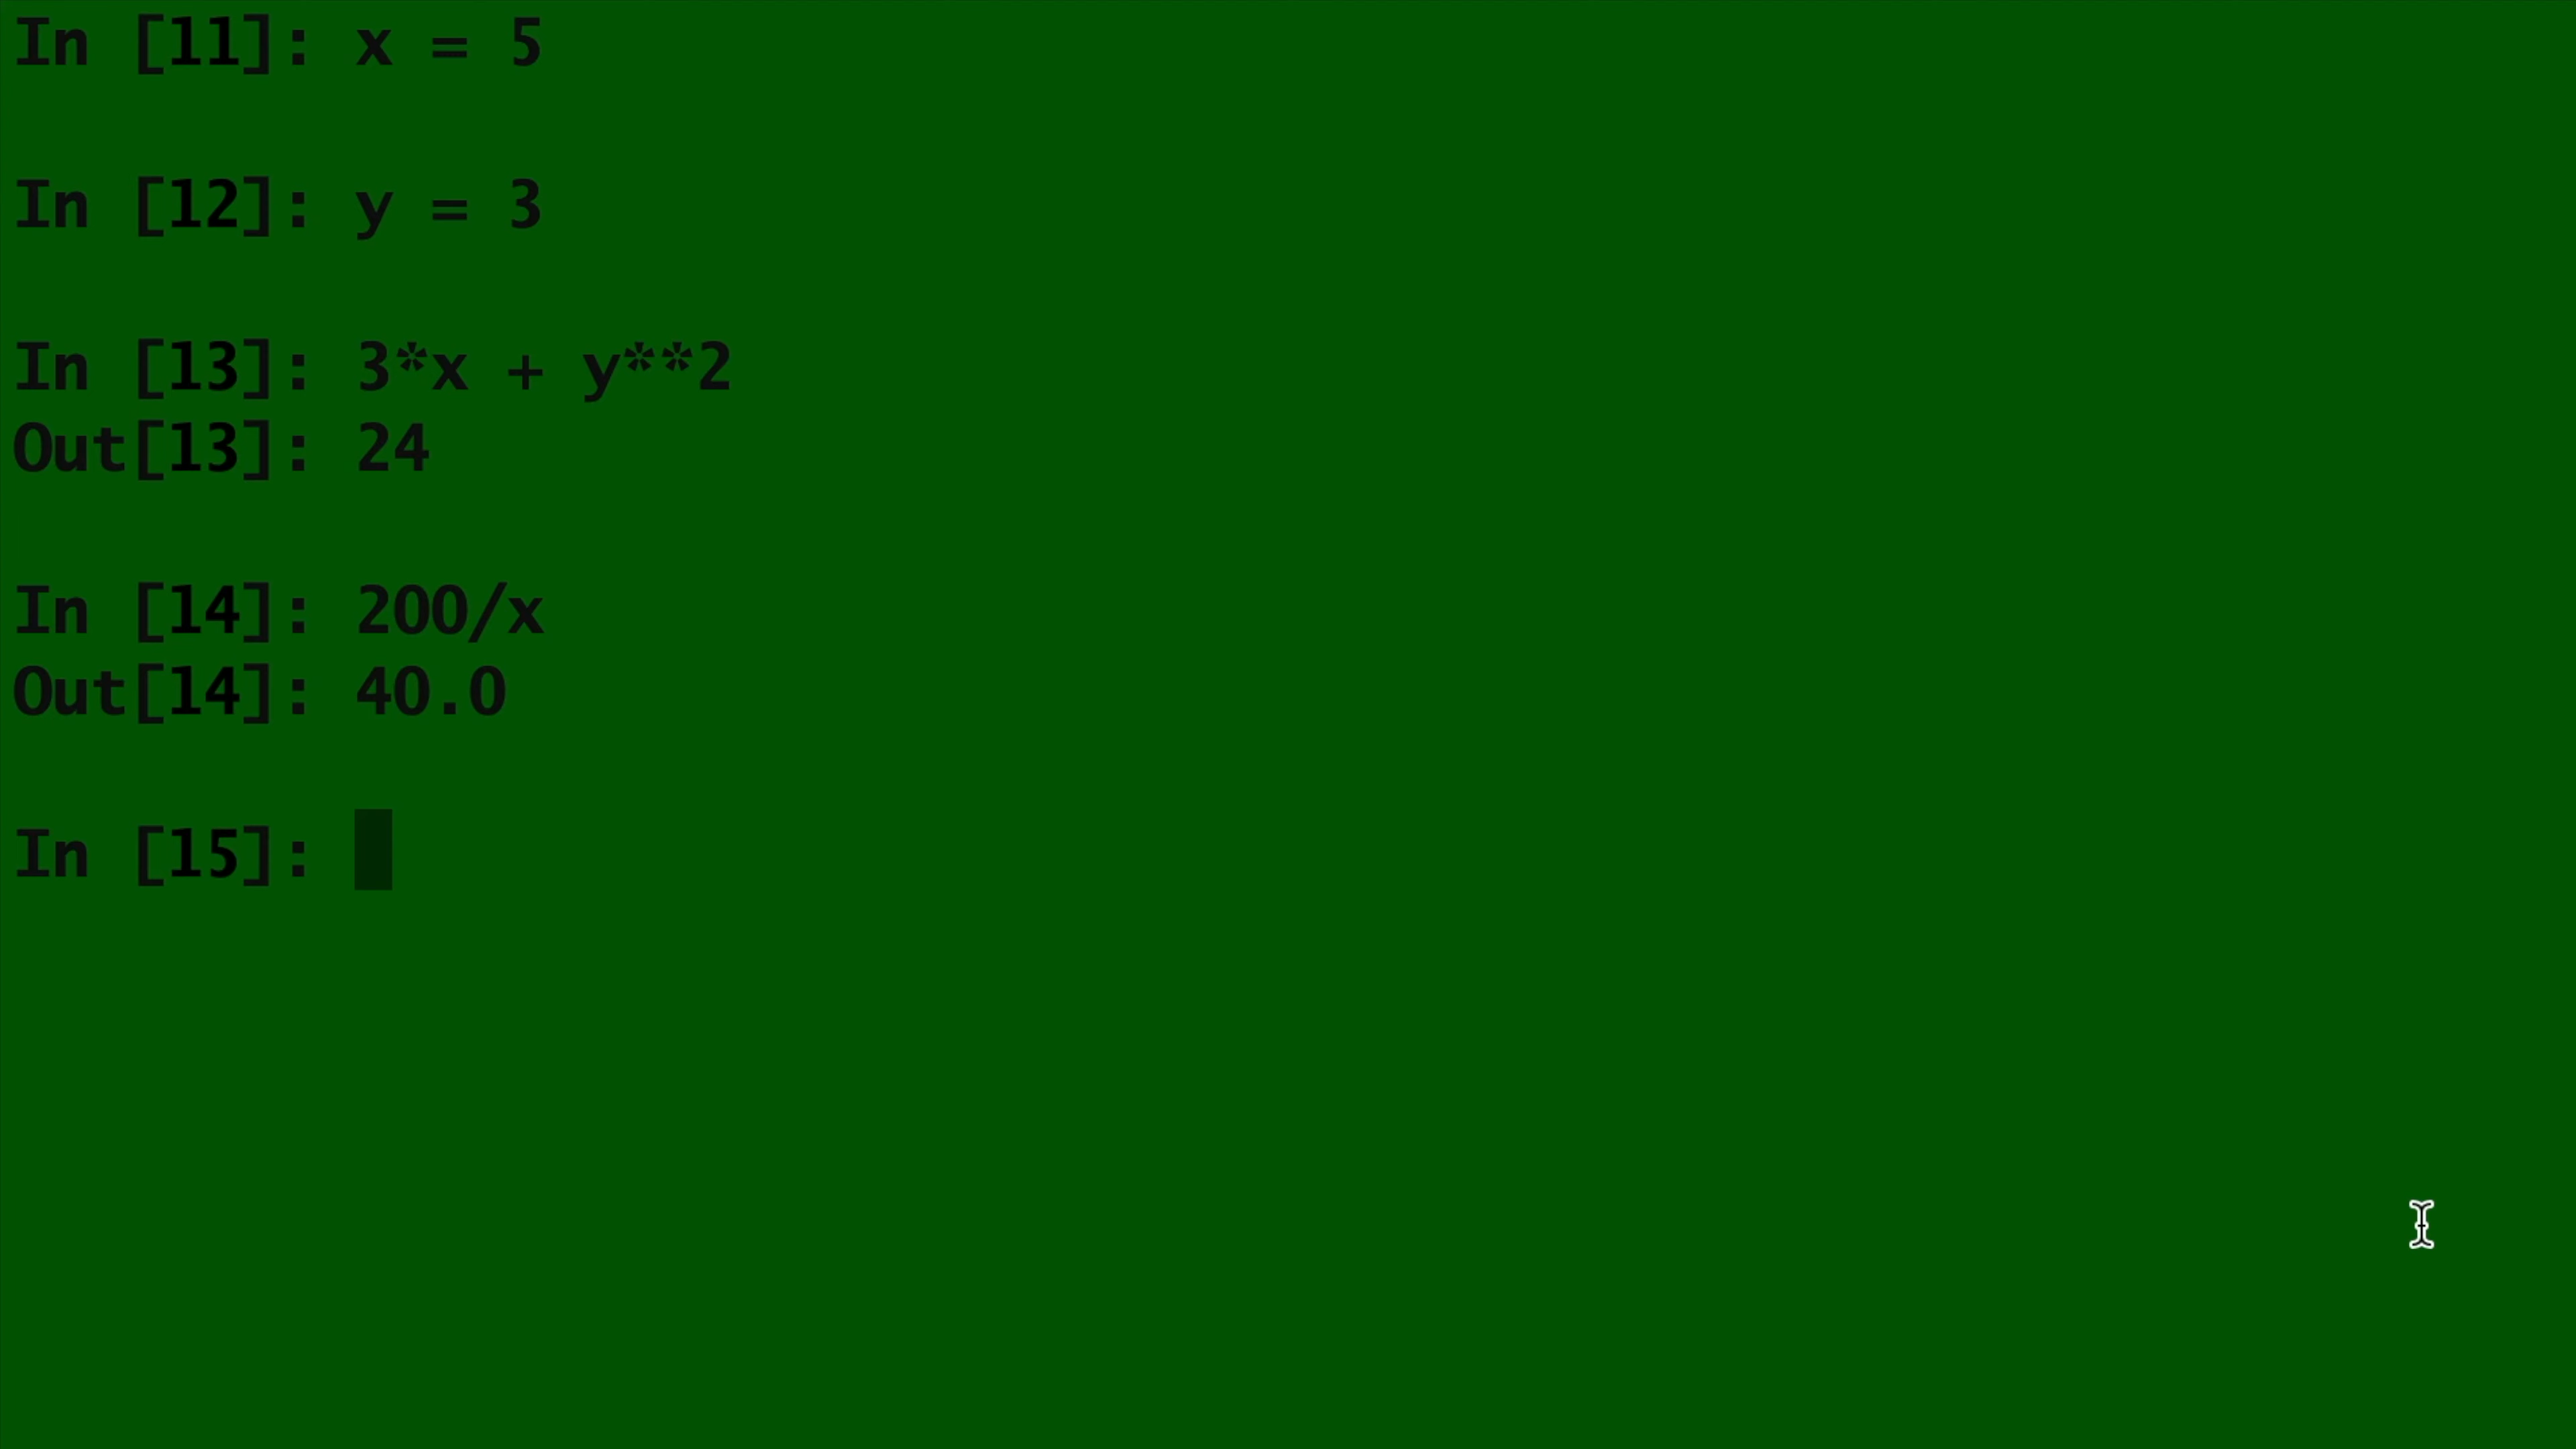 In [11]: x = 5
In [12]: y = 3
In [13]: 3*x + y**2
Out[13]: 24
In [14]: 200/x
Out[14]: 40.0
In [15]: